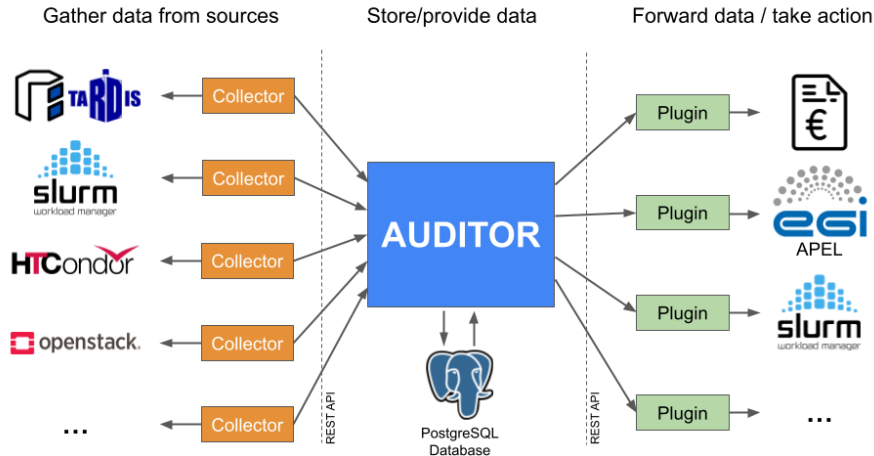 Gather data from sources
Store/provide data
Forward data / take action
TARDIS
Collector
slurm
workload manager
Collector
HTCondor
Collector
openstack.
Collector
...
Collector
REST API
AUDITOR
PostgreSQL
Database
REST API
Plugin
€
Plugin
egi
APEL
Plugin
slurm
workload manager
Plugin
...